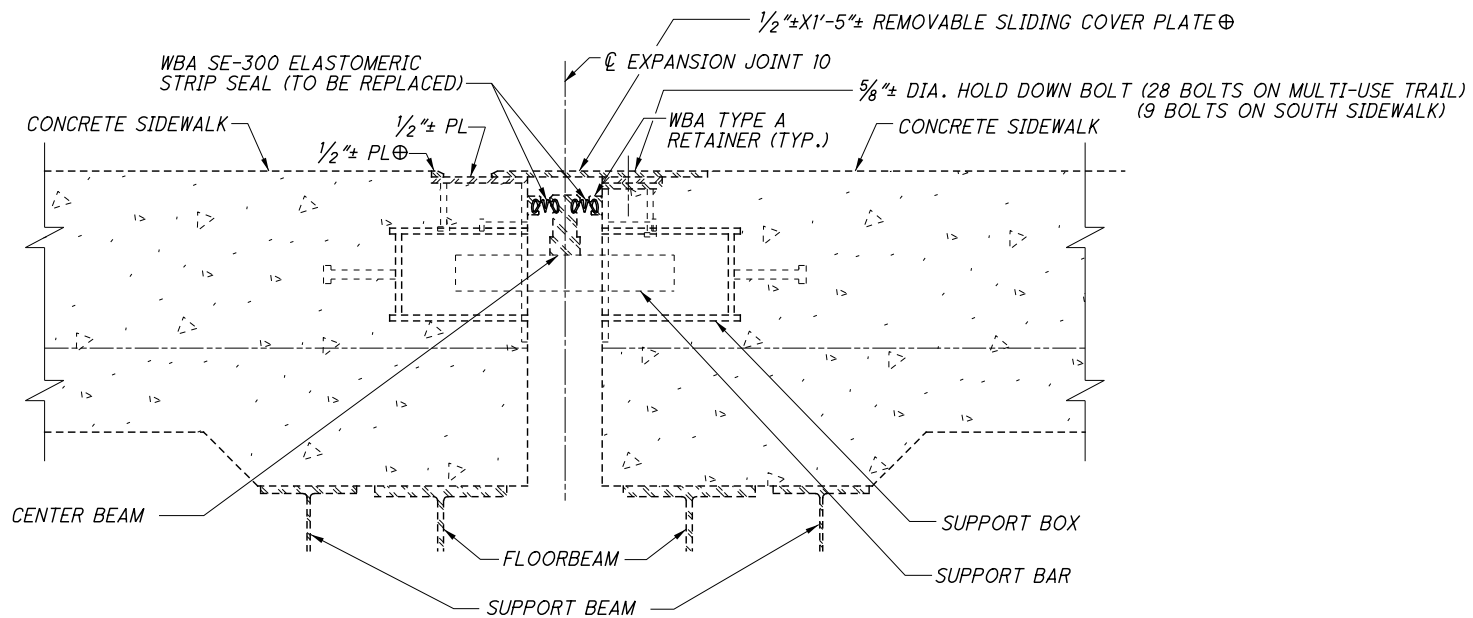 ½"±X1'-5"± REMOVABLE SLIDING COVER PLATE⊕
℄ EXPANSION JOINT 10
WBA SE-300 ELASTOMERIC
STRIP SEAL (TO BE REPLACED)
⅝"± DIA. HOLD DOWN BOLT (28 BOLTS ON MULTI-USE TRAIL)
(9 BOLTS ON SOUTH SIDEWALK)
CONCRETE SIDEWALK
½"± PL
½"± PL⊕
WBA TYPE A
RETAINER (TYP.)
CONCRETE SIDEWALK
CENTER BEAM
SUPPORT BOX
FLOORBEAM
SUPPORT BAR
SUPPORT BEAM